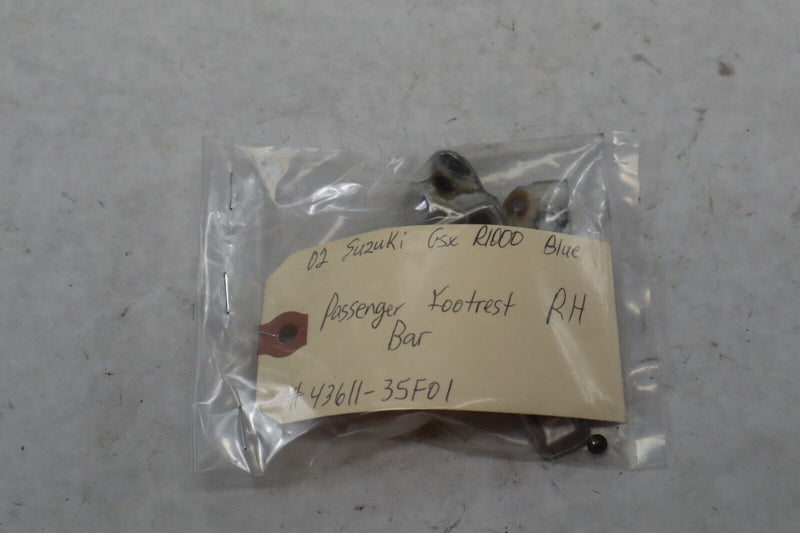 02 Suzuki Gsx R1000 Blue
Passenger Footrest RH
Bar
#43611-35F01